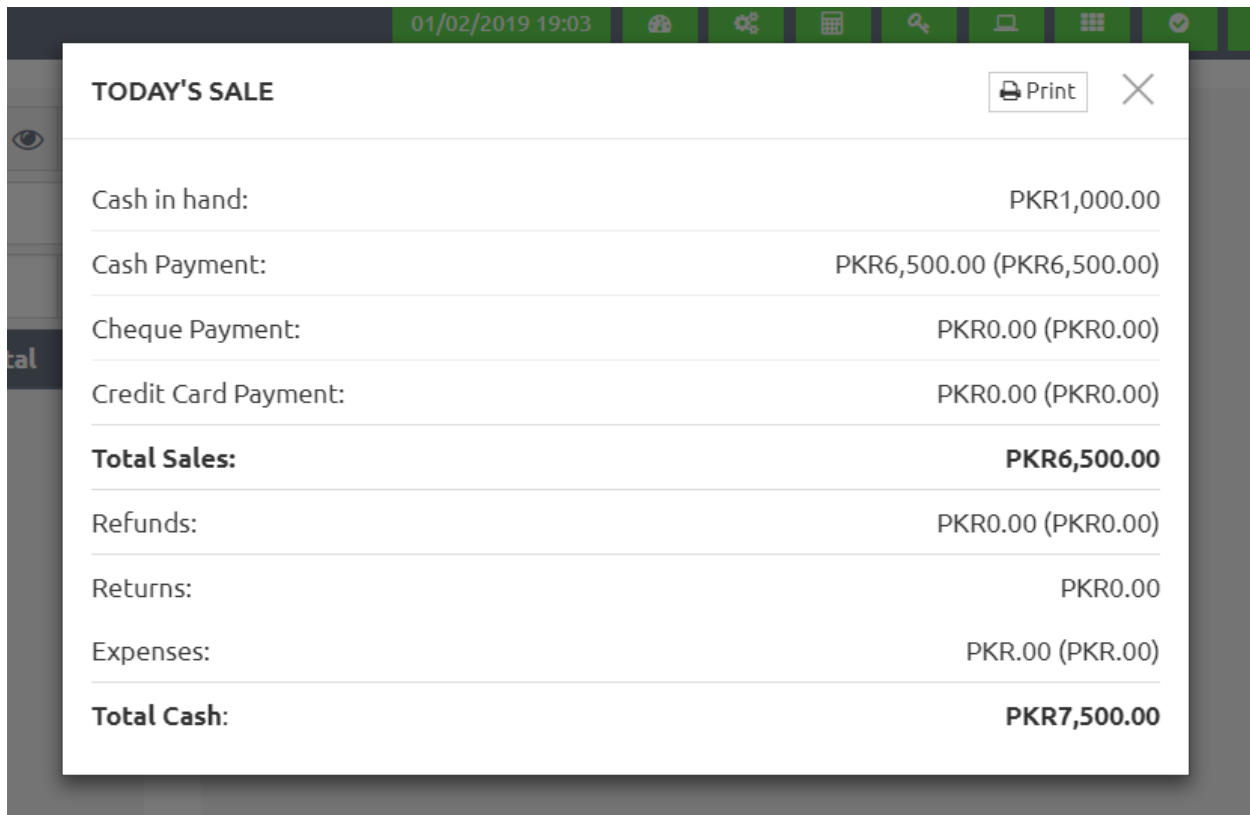 01/02/2019 19:03
TODAY'S SALE
Print
Cash in hand: PKR1,000.00
Cash Payment: PKR6,500.00 (PKR6,500.00)
Cheque Payment: PKR0.00 (PKR0.00)
tal
Credit Card Payment: PKR0.00 (PKR0.00)
Total Sales: PKR6,500.00
Refunds: PKR0.00 (PKR0.00)
Returns: PKR0.00
Expenses: PKR.00 (PKR.00)
Total Cash: PKR7,500.00